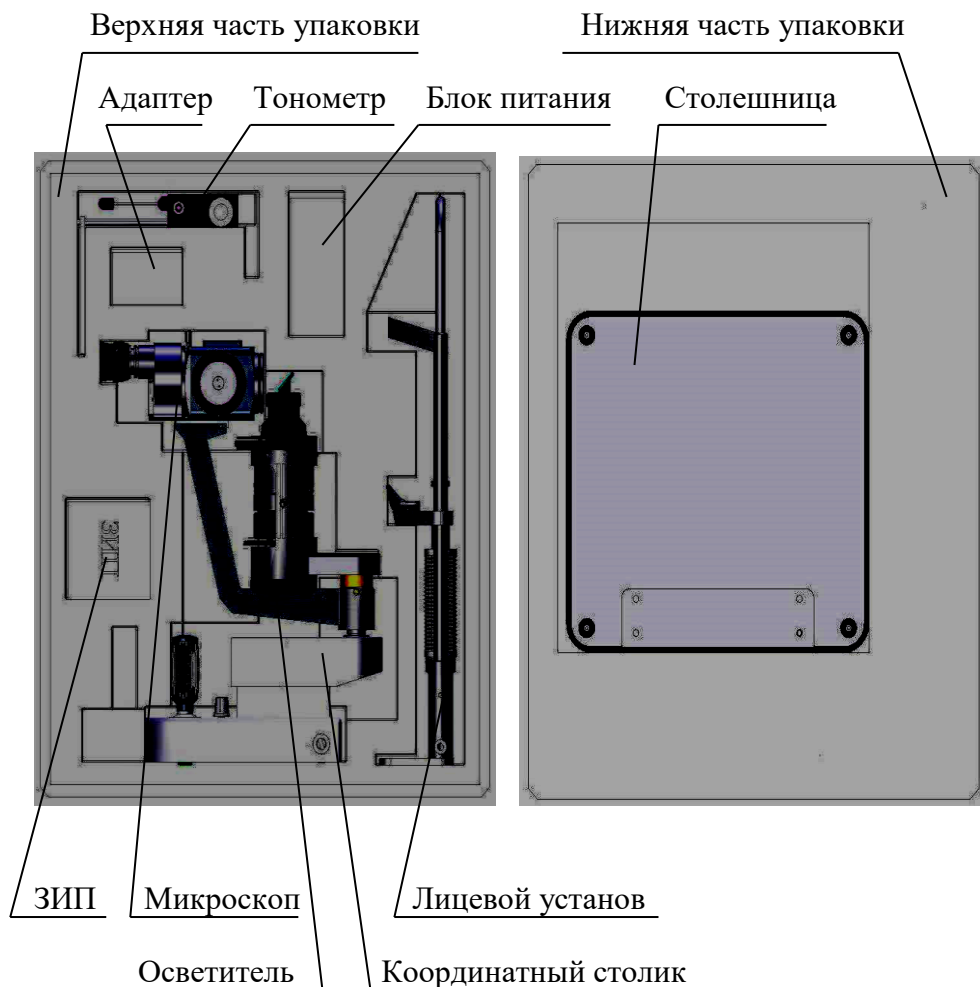 Верхняя часть упаковки
Нижняя часть упаковки
Адаптер
Тонометр
Блок питания
Столешница
ЗИП
ЗИП
Микроскоп
Лицевой установ
Осветитель
Координатный столик